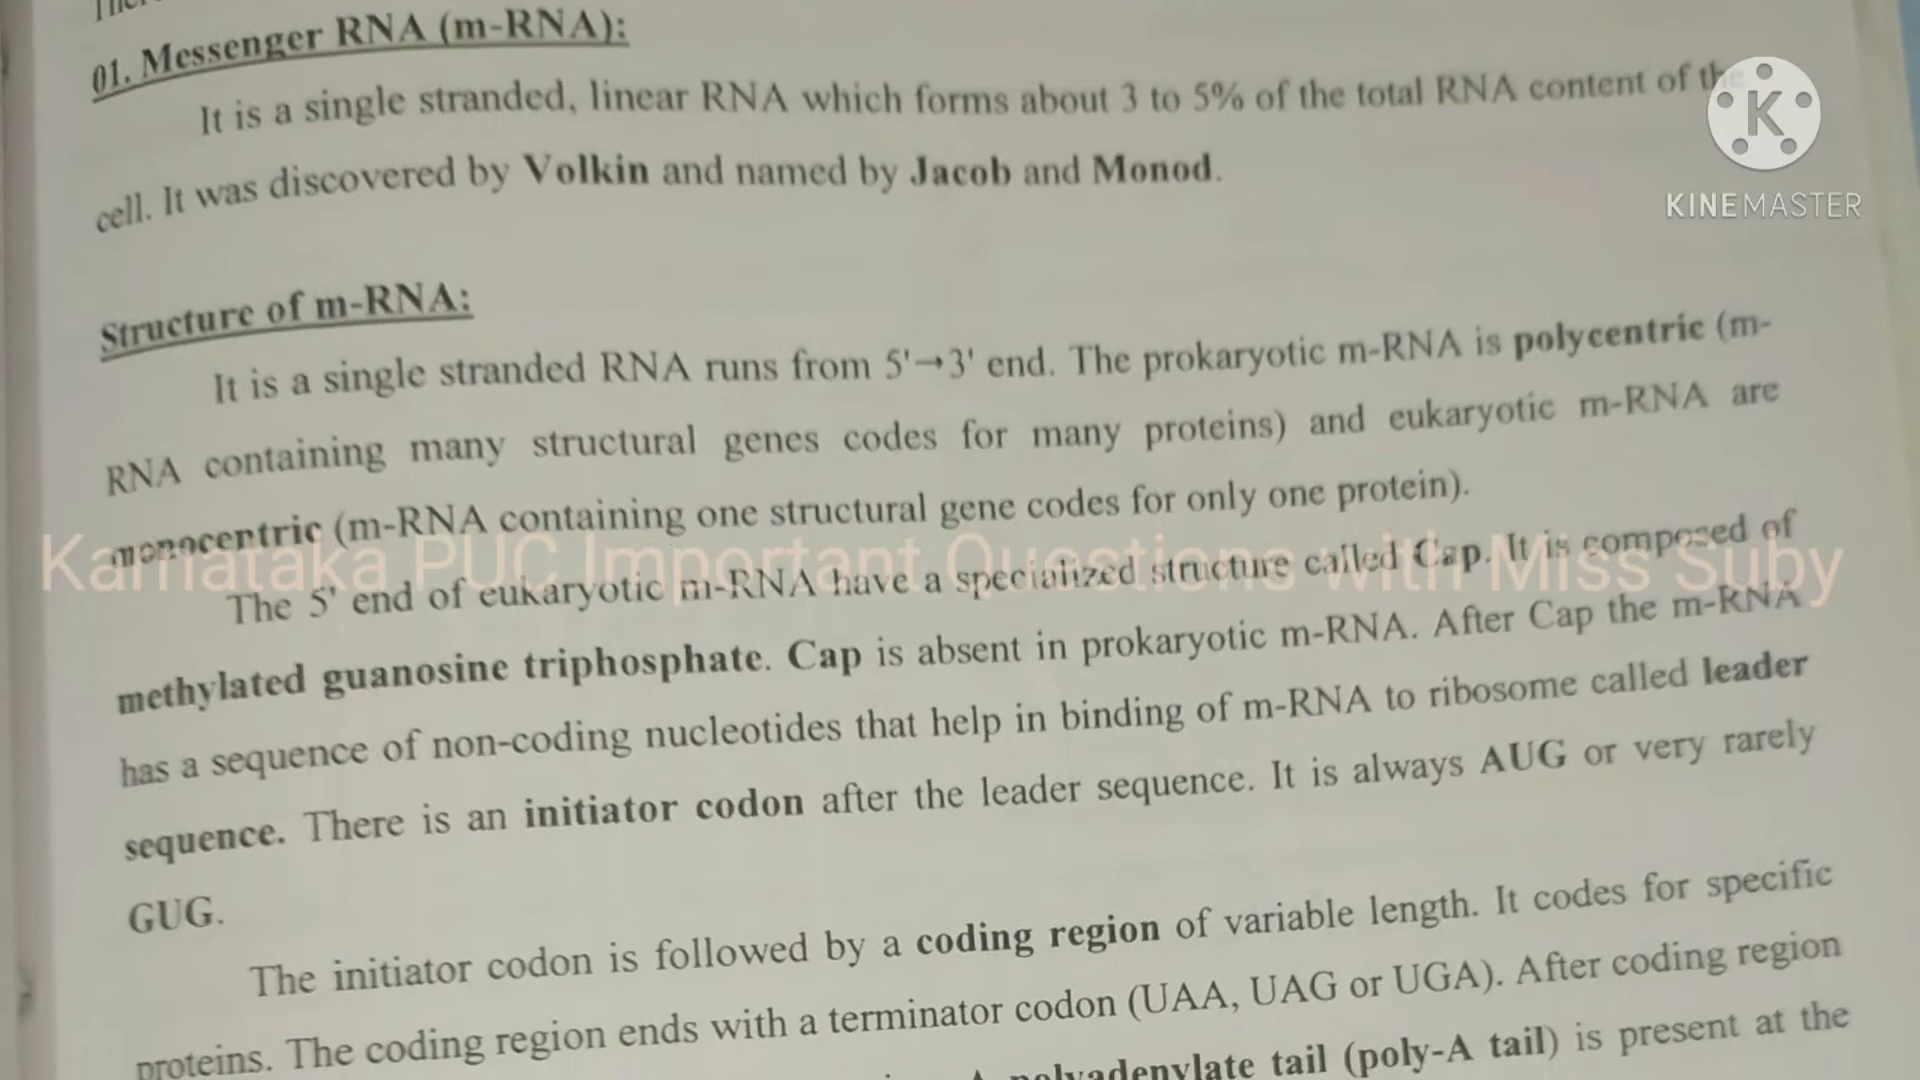 01. Messenger RNA (m-RNA):
It is a single stranded, linear RNA which forms about 3 to 5% of the total RNA content of the
cell. It was discovered by Volkin and named by Jacob and Monod.
K
KINEMASTER
Structure of m-RNA:
It is a single stranded RNA runs from 5'→3' end. The prokaryotic m-RNA is polycentric (m-
RNA containing many structural genes codes for many proteins) and eukaryotic m-RNA are
monocentric (m-RNA containing one structural gene codes for only one protein).
Karnataka PUC Important Questions with Miss Suby
The 5' end of eukaryotic m-RNA have a specialized structure called Cap. It is composed of
methylated guanosine triphosphate. Cap is absent in prokaryotic m-RNA. After Cap the m-RNA
has a sequence of non-coding nucleotides that help in binding of m-RNA to ribosome called leader
sequence. There is an initiator codon after the leader sequence. It is always AUG or very rarely
GUG.
The initiator codon is followed by a coding region of variable length. It codes for specific
proteins. The coding region ends with a terminator codon (UAA, UAG or UGA). After coding region
A polyadenylate tail (poly-A tail) is present at the